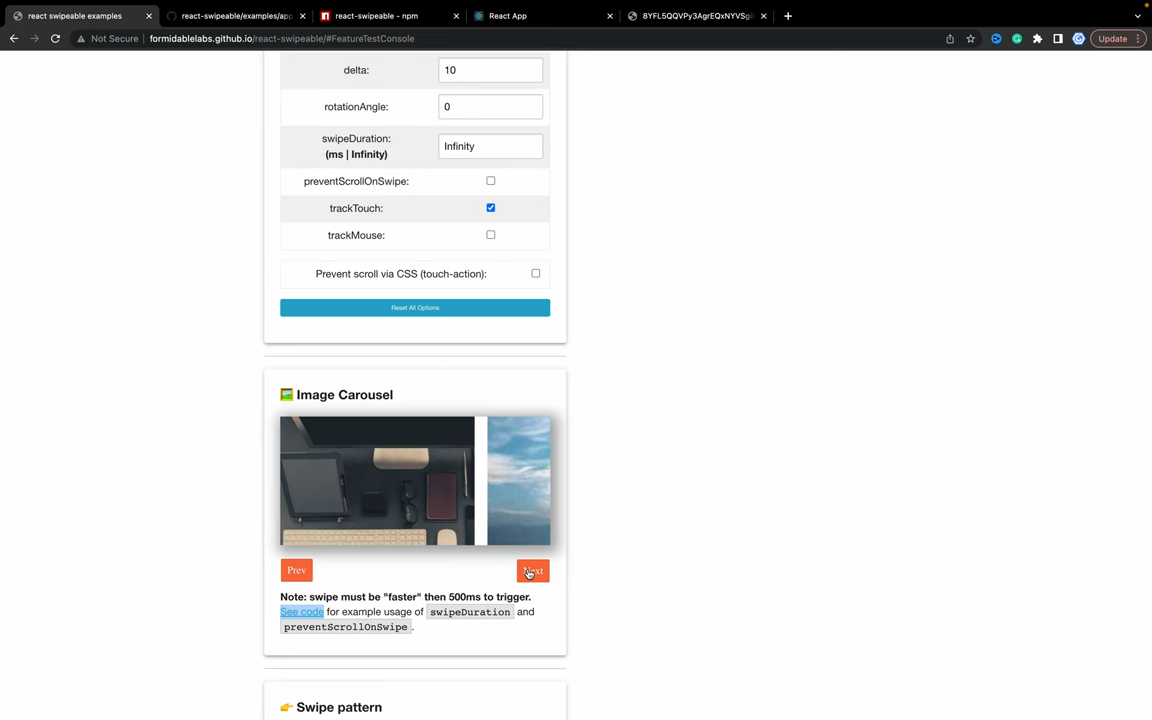 react swipeable examples
react-swipeable/examples/app
react-swipeable - npm
React App
8YFL5QQVPy3AgrEQxNYVSg
Not Secure
formidablelabs.github.io/react-swipeable/#FeatureTestConsole
Update
delta:
10
rotationAngle:
0
swipeDuration:
(ms | Infinity)
Infinity
preventScrollOnSwipe:
trackTouch:
trackMouse:
Prevent scroll via CSS (touch-action):
Reset All Options
Image Carousel
Prev
Next
Note: swipe must be "faster" then 500ms to trigger.
See code for example usage of swipeDuration and
preventScrollOnSwipe.
Swipe pattern